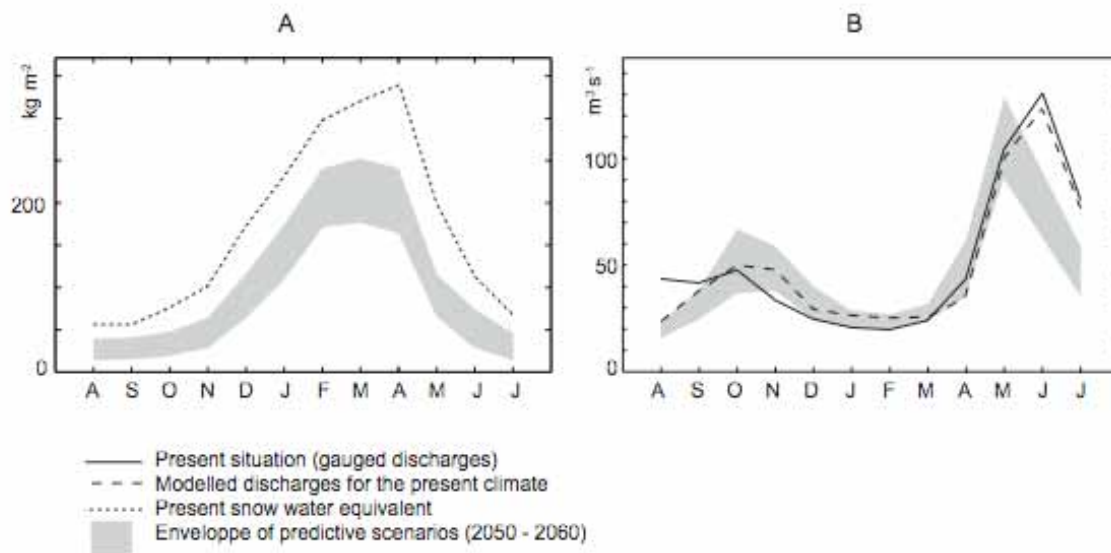 A
B
kg m-2
200
0
A S O N D J F M A M J J
m3 s-1
100
50
0
A S O N D J F M A M J J
Present situation (gauged discharges)
Modelled discharges for the present climate
Present snow water equivalent
Enveloppe of predictive scenarios (2050 - 2060)